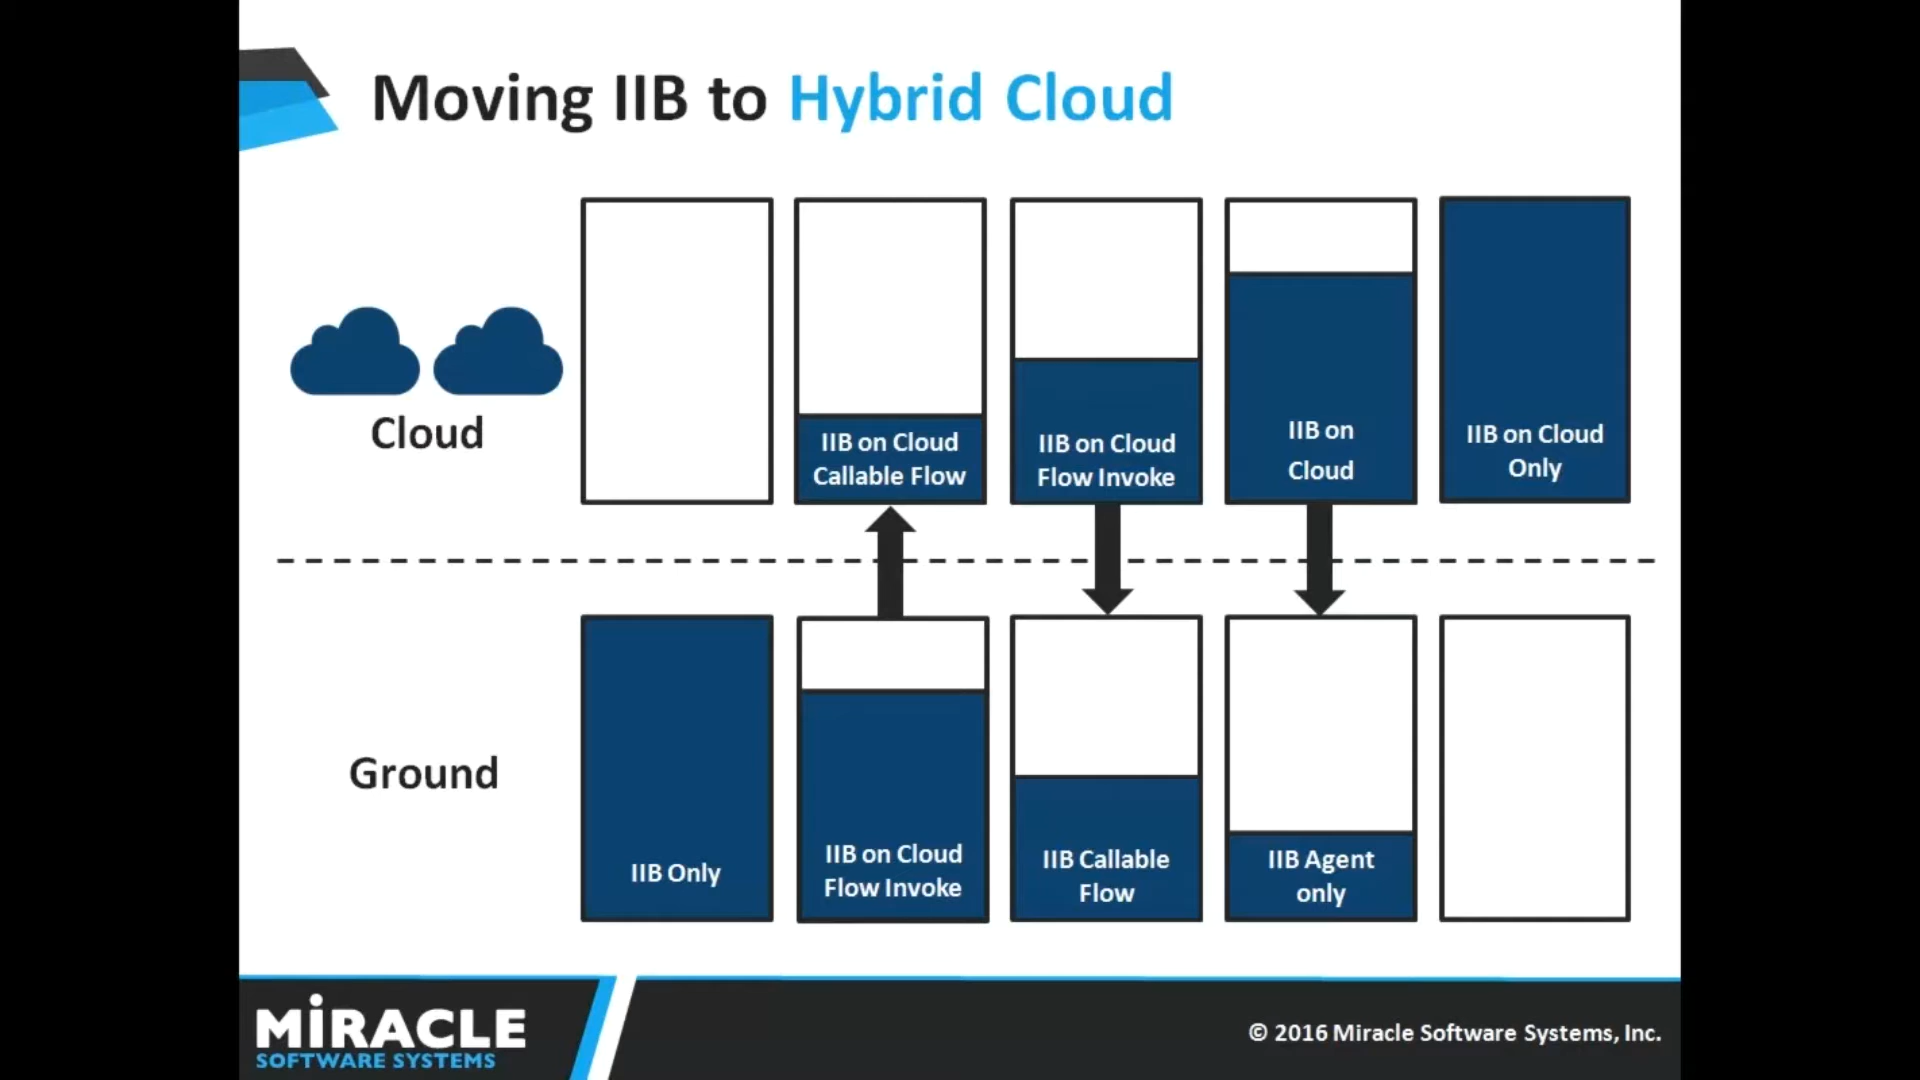 Moving IIB to Hybrid Cloud
Cloud
IIB on Cloud
Callable Flow
IIB on Cloud
Flow Invoke
IIB on
Cloud
IIB on Cloud
Only
Ground
IIB Only
IIB on Cloud
Flow Invoke
IIB Callable
Flow
IIB Agent
only
MiRACLE
SOFTWARE SYSTEMS
© 2016 Miracle Software Systems, Inc.